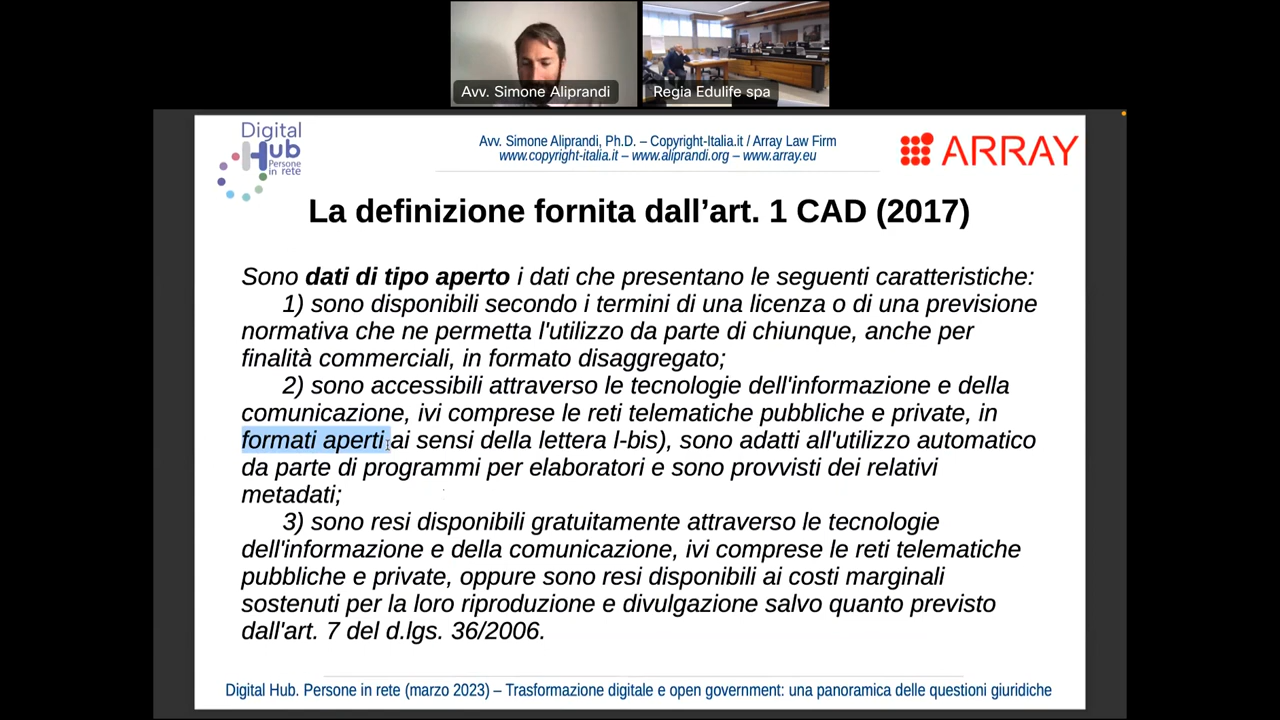 Avv. Simone Aliprandi
Regia Edulife spa
Digital
Hub
Persone
in rete
Avv. Simone Aliprandi, Ph.D. – Copyright-Italia.it / Array Law Firm
www.copyright-italia.it – www.aliprandi.org – www.array.eu
ARRAY
La definizione fornita dall’art. 1 CAD (2017)
Sono dati di tipo aperto i dati che presentano le seguenti caratteristiche:
1) sono disponibili secondo i termini di una licenza o di una previsione
normativa che ne permetta l'utilizzo da parte di chiunque, anche per
finalità commerciali, in formato disaggregato;
2) sono accessibili attraverso le tecnologie dell'informazione e della
comunicazione, ivi comprese le reti telematiche pubbliche e private, in
formati aperti ai sensi della lettera l-bis), sono adatti all'utilizzo automatico
da parte di programmi per elaboratori e sono provvisti dei relativi
metadati;
3) sono resi disponibili gratuitamente attraverso le tecnologie
dell'informazione e della comunicazione, ivi comprese le reti telematiche
pubbliche e private, oppure sono resi disponibili ai costi marginali
sostenuti per la loro riproduzione e divulgazione salvo quanto previsto
dall'art. 7 del d.lgs. 36/2006.
Digital Hub. Persone in rete (marzo 2023) – Trasformazione digitale e open government: una panoramica delle questioni giuridiche